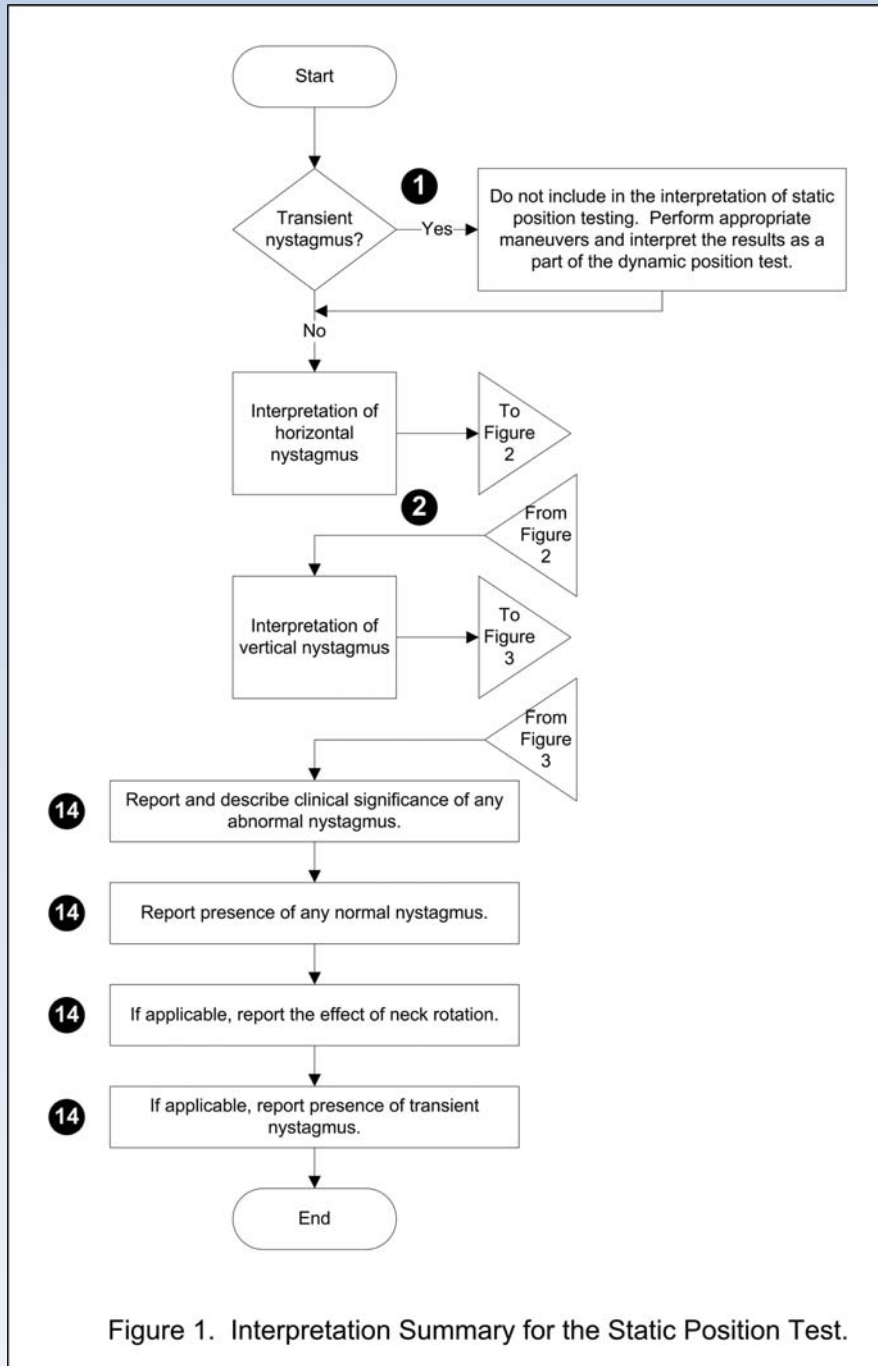 Start
1
Transient
nystagmus?
Yes
Do not include in the interpretation of static
position testing. Perform appropriate
maneuvers and interpret the results as a
part of the dynamic position test.
No
Interpretation of
horizontal
nystagmus
To
Figure
2
2
From
Figure
2
Interpretation of
vertical nystagmus
To
Figure
3
From
Figure
3
14
Report and describe clinical significance of any
abnormal nystagmus.
14
Report presence of any normal nystagmus.
14
If applicable, report the effect of neck rotation.
14
If applicable, report presence of transient
nystagmus.
End
Figure 1. Interpretation Summary for the Static Position Test.